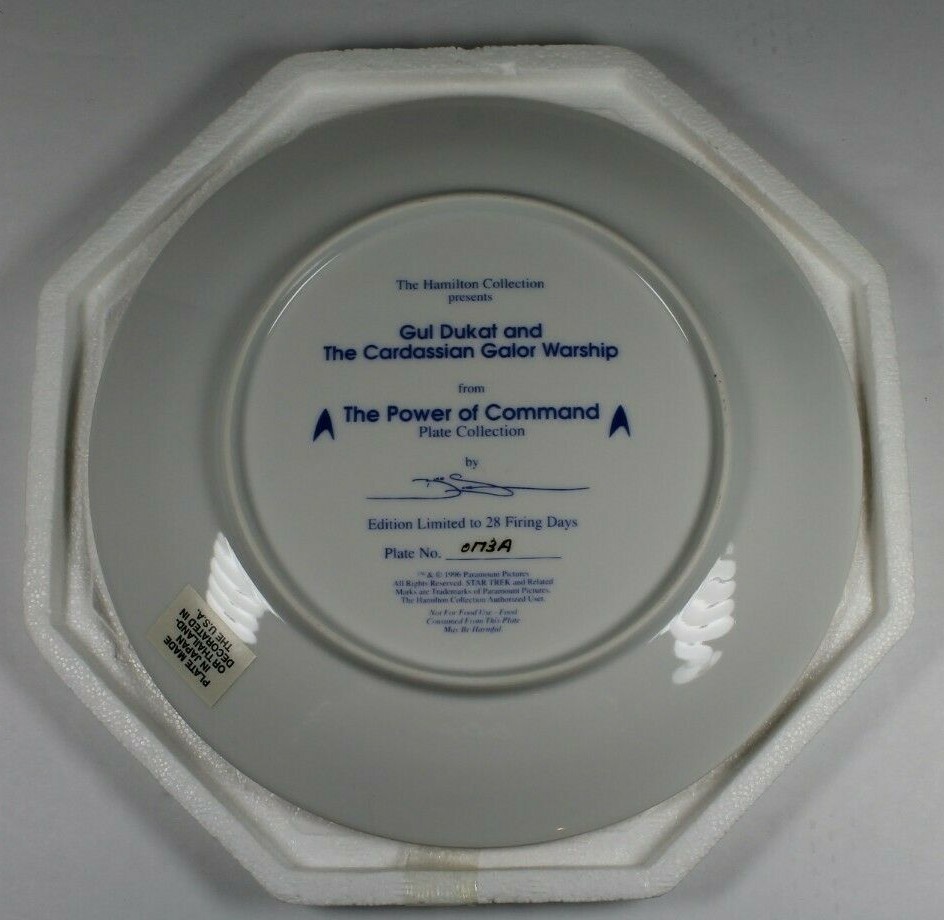 The Hamilton Collection
presents
Gul Dukat and
The Cardassian Galor Warship
from
The Power of Command
Plate Collection
by
Edition Limited to 28 Firing Days
Plate No. 0173A
™ & © 1996 Paramount Pictures
All Rights Reserved. STAR TREK and Related
Marks are Trademarks of Paramount Pictures.
The Hamilton Collection Authorized User.
Not For Food Use - Food
Consumed From This Plate
May Be Harmful
PLATE MADE
IN JAPAN
OR THAILAND-
DECORATED IN
THE U.S.A.